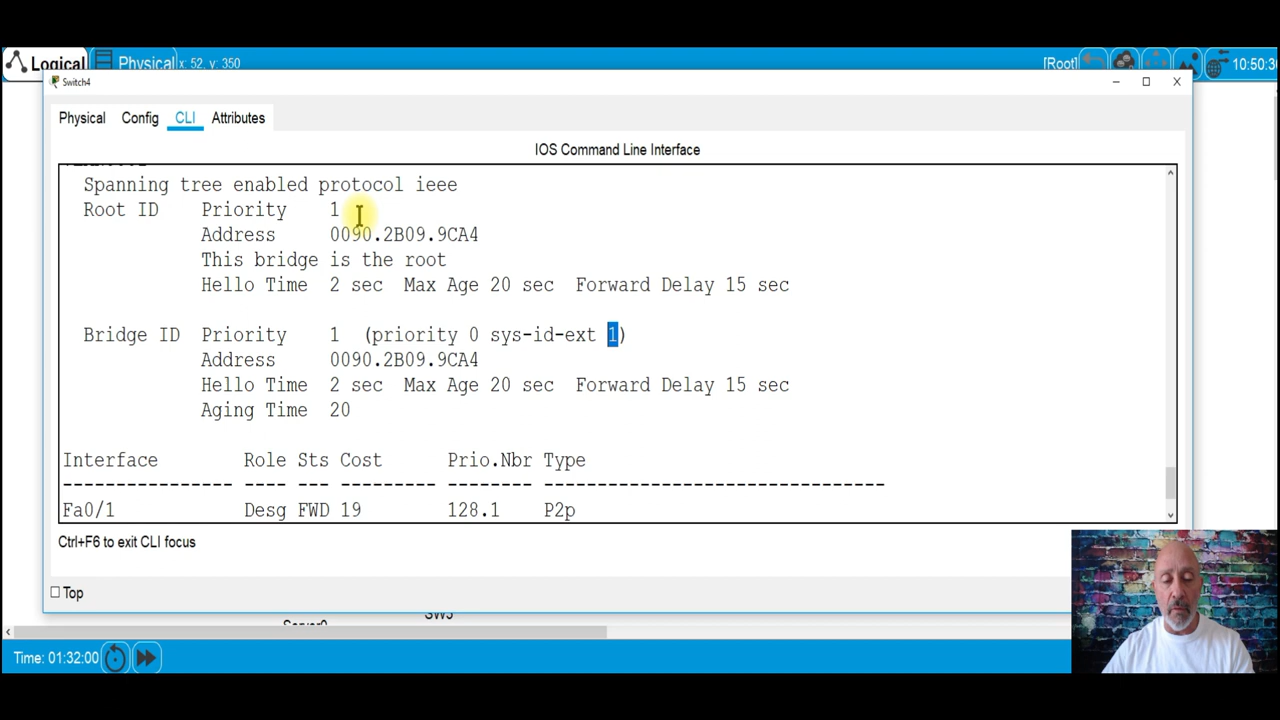 Logical Physical x: 52, y: 350 [Root] 10:50:30
Switch4
Physical Config CLI Attributes
IOS Command Line Interface
Spanning tree enabled protocol ieee
Root ID Priority 1
Address 0090.2B09.9CA4
This bridge is the root
Hello Time 2 sec Max Age 20 sec Forward Delay 15 sec
Bridge ID Priority 1 (priority 0 sys-id-ext 1)
Address 0090.2B09.9CA4
Hello Time 2 sec Max Age 20 sec Forward Delay 15 sec
Aging Time 20
Interface Role Sts Cost Prio.Nbr Type
---------------- ---- --- --------- -------- --------------------------------
Fa0/1 Desg FWD 19 128.1 P2p
Ctrl+F6 to exit CLI focus
Top
Time: 01:32:00